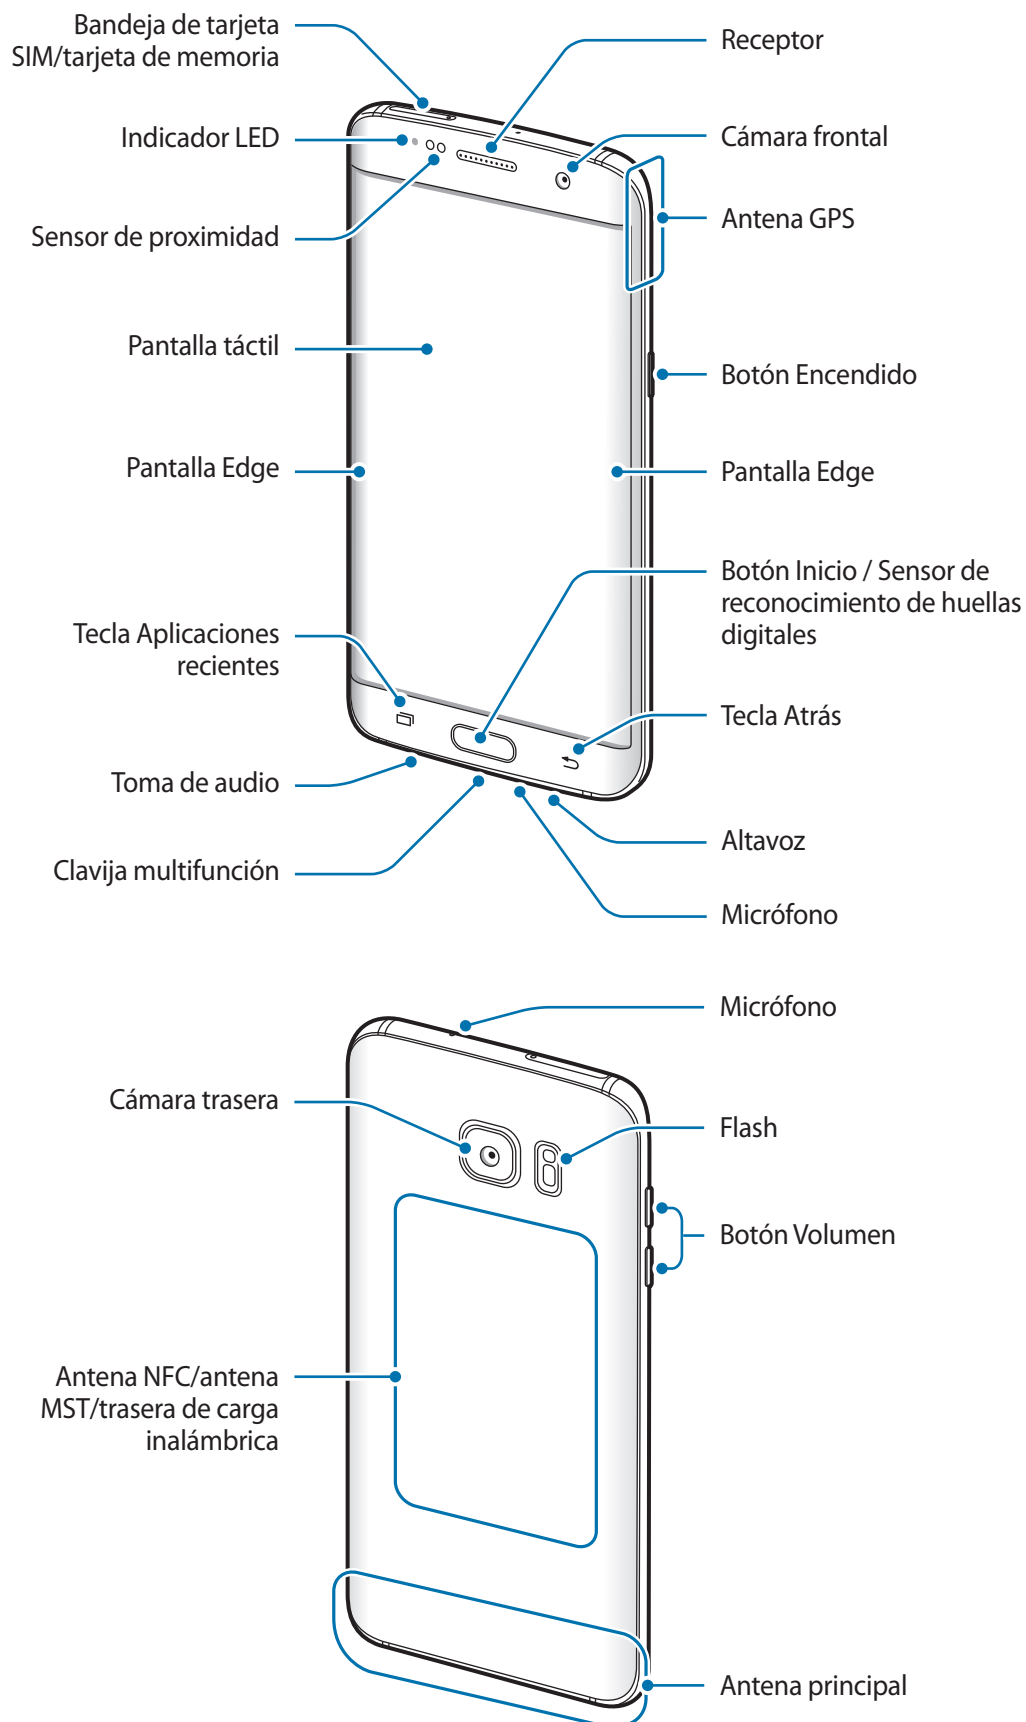 Bandeja de tarjeta
SIM/tarjeta de memoria
Receptor
Indicador LED
Cámara frontal
Sensor de proximidad
Antena GPS
Pantalla táctil
Botón Encendido
Pantalla Edge
Pantalla Edge
Botón Inicio / Sensor de
reconocimiento de huellas
digitales
Tecla Aplicaciones
recientes
Tecla Atrás
Toma de audio
Altavoz
Clavija multifunción
Micrófono
Micrófono
Cámara trasera
Flash
Botón Volumen
Antena NFC/antena
MST/trasera de carga
inalámbrica
Antena principal